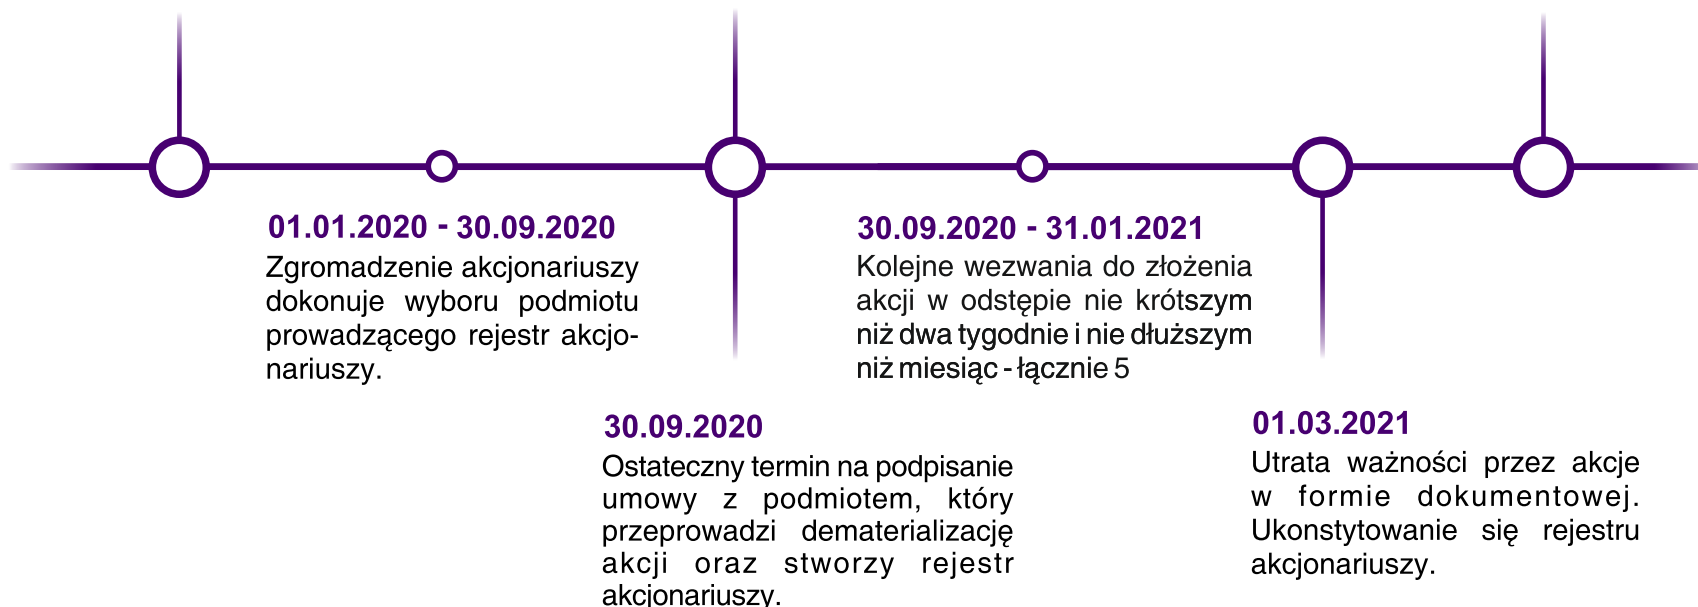 01.01.2020 - 30.09.2020
Zgromadzenie akcjonariuszy
dokonuje wyboru podmiotu
prowadzącego rejestr akcjo-
nariuszy.
30.09.2020
Ostateczny termin na podpisanie
umowy z podmiotem, który
przeprowadzi dematerializację
akcji oraz stworzy rejestr
akcjonariuszy.
30.09.2020 - 31.01.2021
Kolejne wezwania do złożenia
akcji w odstępie nie krótszym
niż dwa tygodnie i nie dłuższym
niż miesiąc - łącznie 5
01.03.2021
Utrata ważności przez akcje
w formie dokumentowej.
Ukonstytowanie się rejestru
akcjonariuszy.